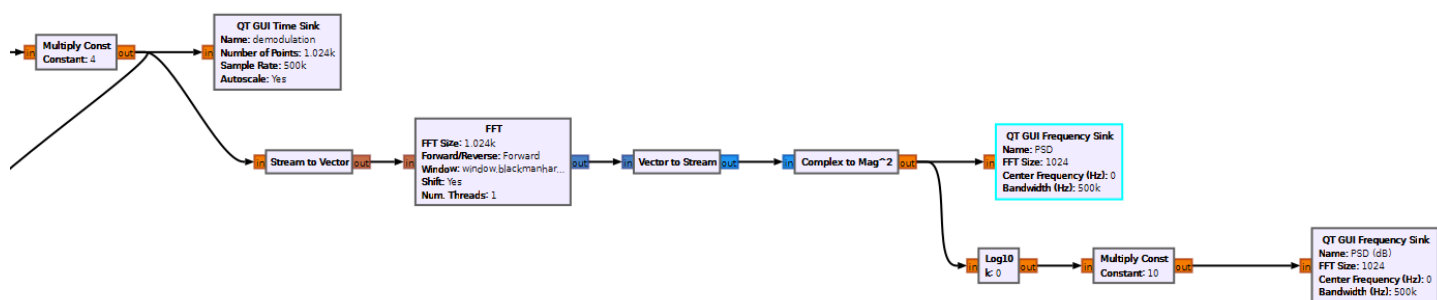 in
Multiply Const
Constant: 4
out
in
QT GUI Time Sink
Name: demodulation
Number of Points: 1.024k
Sample Rate: 500k
Autoscale: Yes
in
Stream to Vector
out
in
FFT
FFT Size: 1.024k
Forward/Reverse: Forward
Window: window.blackmanhar...
Shift: Yes
Num. Threads: 1
out
in
Vector to Stream
out
in
Complex to Mag^2
out
in
QT GUI Frequency Sink
Name: PSD
FFT Size: 1024
Center Frequency (Hz): 0
Bandwidth (Hz): 500k
in
Log10
k: 0
out
in
Multiply Const
Constant: 10
out
in
QT GUI Frequency Sink
Name: PSD (dB)
FFT Size: 1024
Center Frequency (Hz): 0
Bandwidth (Hz): 500k